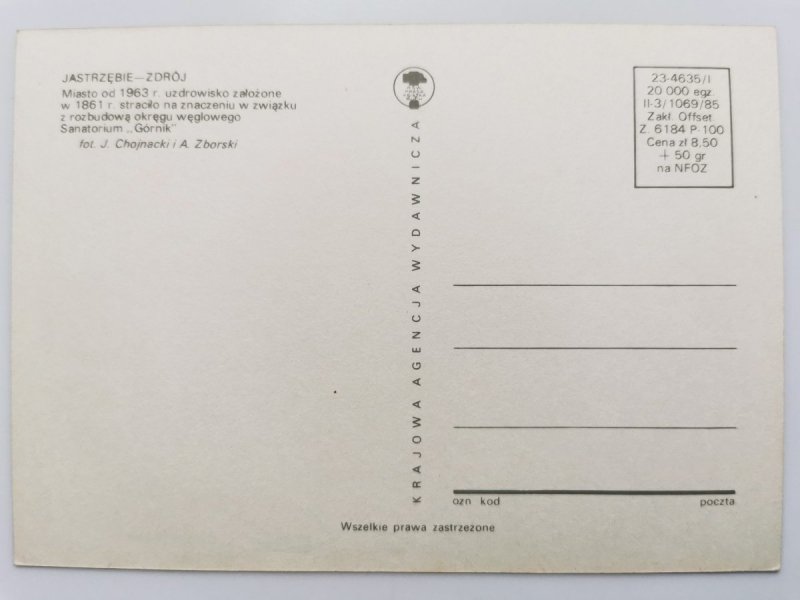 JASTRZĘBIE—ZDRÓJ
Miasto od 1963 r. uzdrowisko założone
w 1861 r. straciło na znaczeniu w związku
z rozbudową okręgu węglowego
Sanatorium „Górnik"
fot. J. Chojnacki i A. Zborski
KRAJOWA AGENCJA WYDAWNICZA
23-4635/I
20 000 egz
II-3/1069/85
Zakł. Offset
Z. 6184 P-100
Cena zł 8,50
+ 50 gr
na NFOZ
ozn kod poczta
Wszelkie prawa zastrzeżone